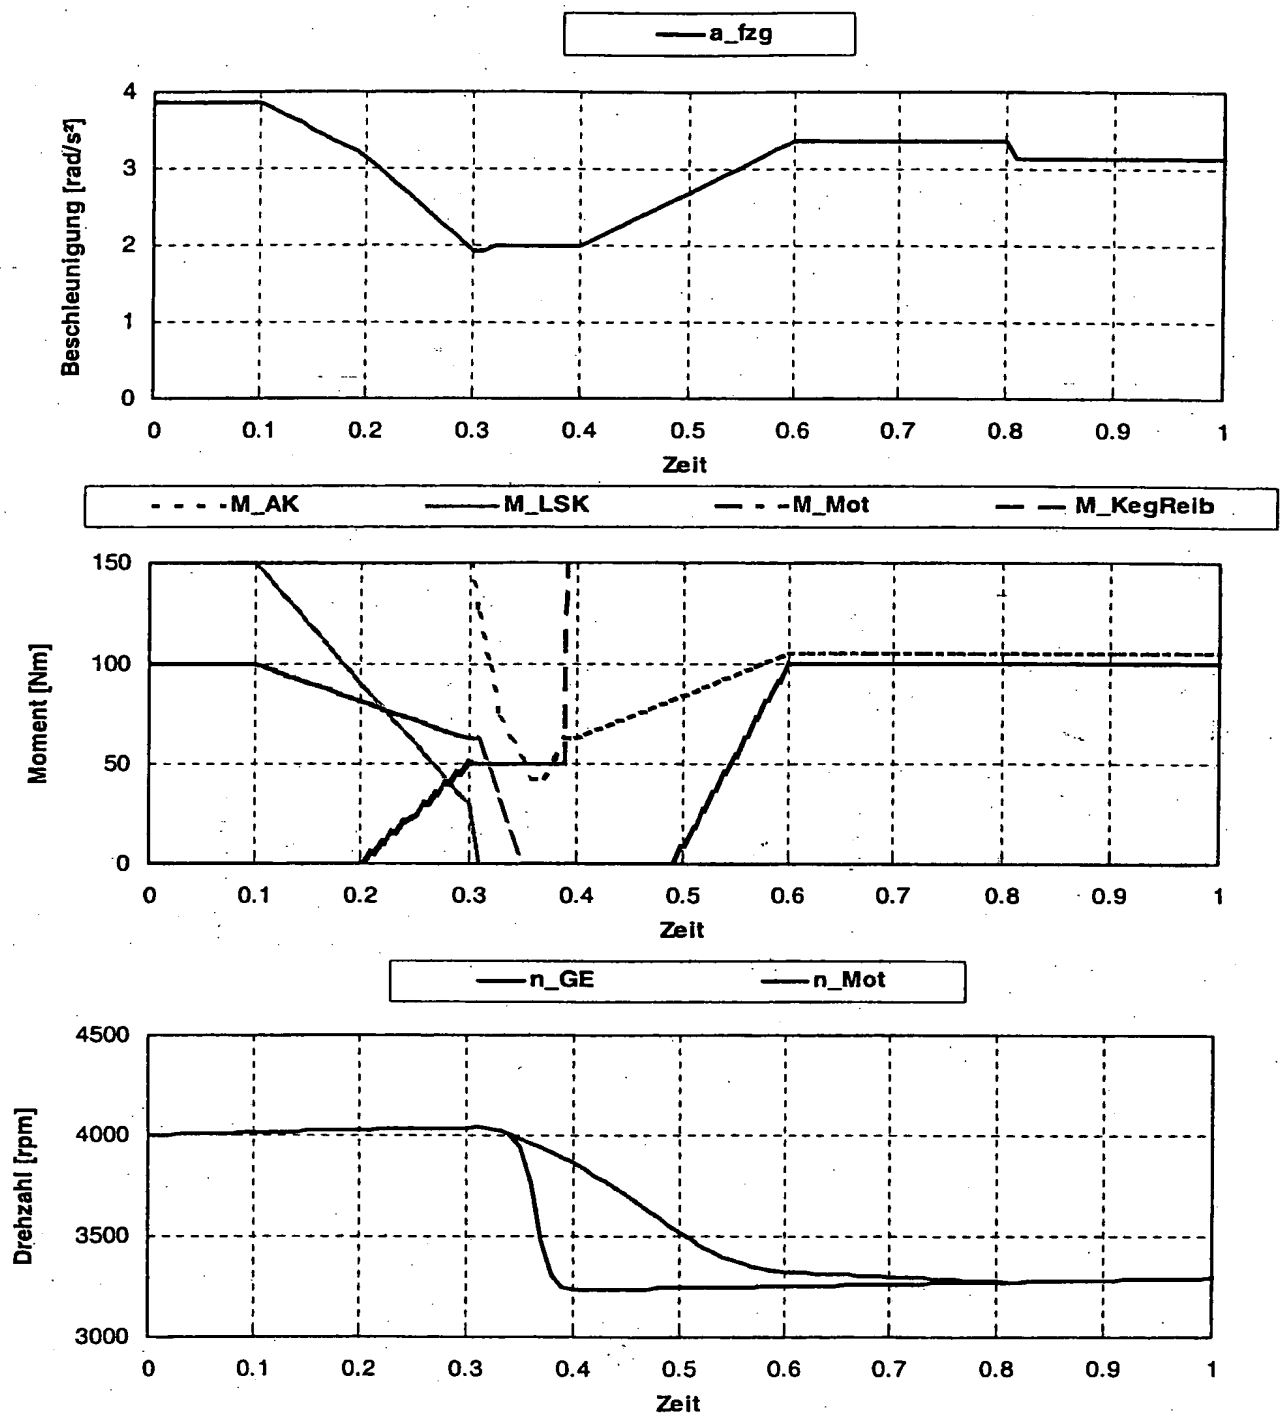 a_fzg
Beschleunigung [rad/s²]
4
3
2
1
0
0 0.1 0.2 0.3 0.4 0.5 0.6 0.7 0.8 0.9 1
Zeit
M_AK M_LSK M_Mot M_KegReib
Moment [Nm]
150
100
50
0
0 0.1 0.2 0.3 0.4 0.5 0.6 0.7 0.8 0.9 1
Zeit
n_GE n_Mot
Drehzahl [rpm]
4500
4000
3500
3000
0 0.1 0.2 0.3 0.4 0.5 0.6 0.7 0.8 0.9 1
Zeit